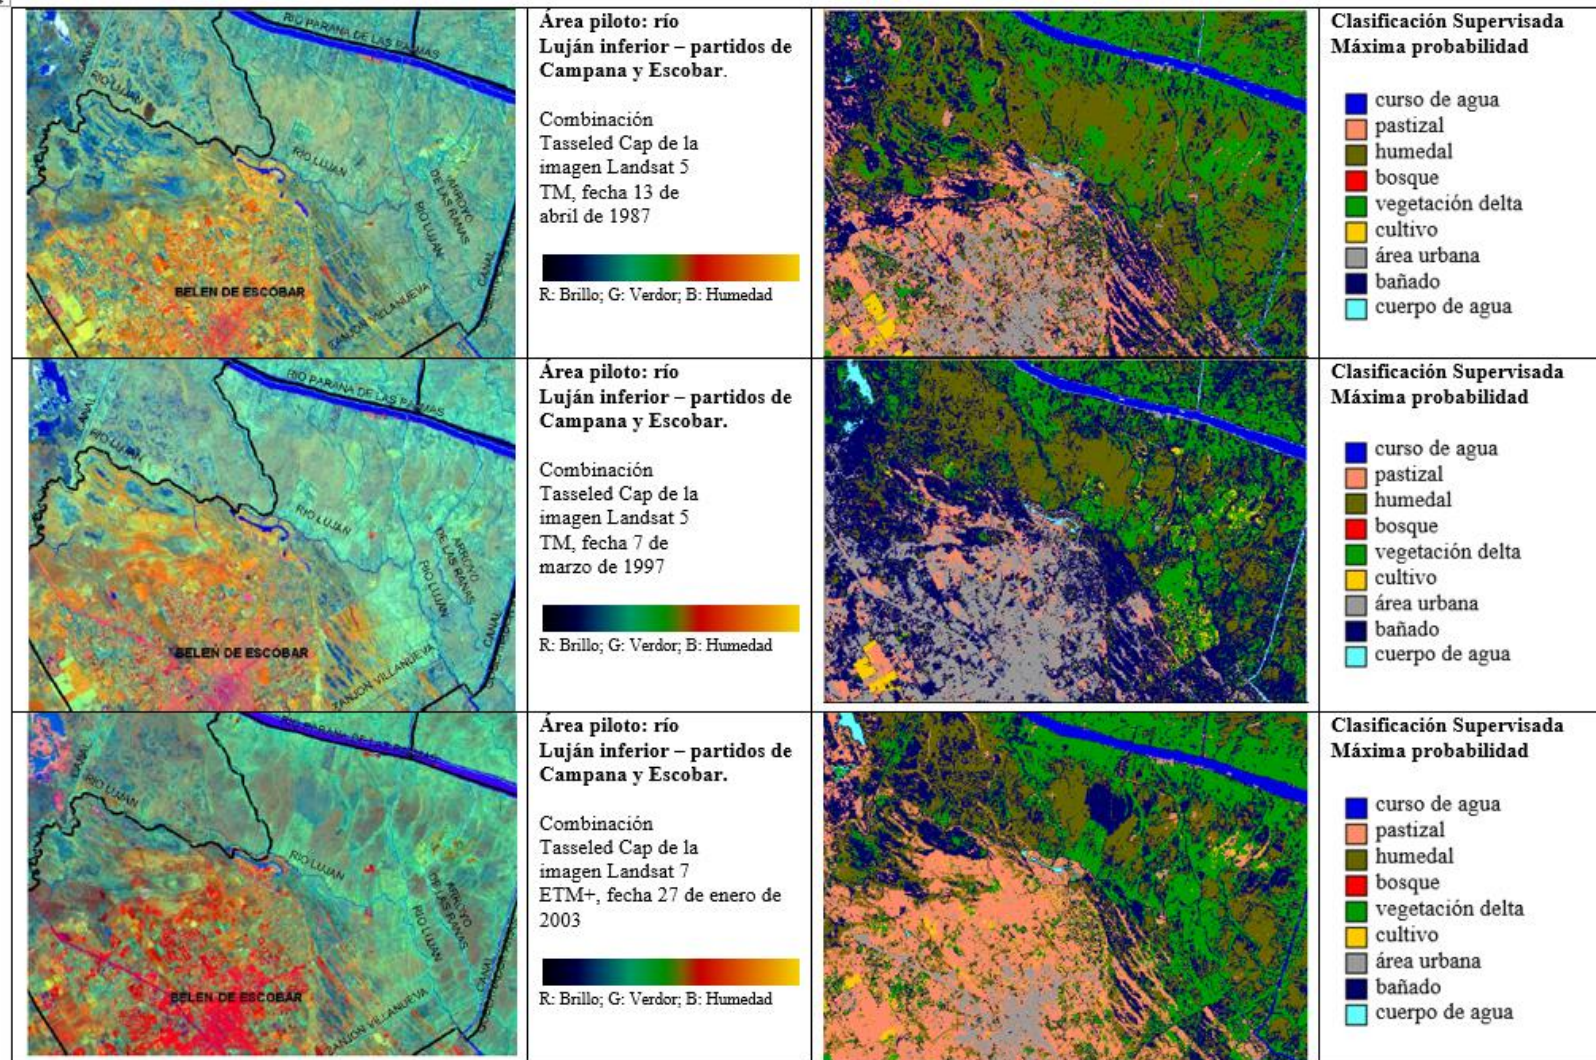 RIO PARANA DE LAS PALMAS
CANAL
RIO LUJAN
RIO LUJAN
ARROYO
DE LAS RANAS
RIO LUJAN
CANAL
BELEN DE ESCOBAR
ZANJON VILLANUEVA
Área piloto: río
Luján inferior – partidos de
Campana y Escobar.
Combinación
Tasseled Cap de la
imagen Landsat 5
TM, fecha 13 de
abril de 1987
R: Brillo; G: Verdor; B: Humedad
Clasificación Supervisada
Máxima probabilidad
curso de agua
pastizal
humedal
bosque
vegetación delta
cultivo
área urbana
bañado
cuerpo de agua
RIO PARANA DE LAS PALMAS
CANAL
RIO LUJAN
RIO LUJAN
ARROYO
DE LAS RANAS
RIO LUJAN
CANAL
BELEN DE ESCOBAR
ZANJON VILLANUEVA
Área piloto: río
Luján inferior – partidos de
Campana y Escobar.
Combinación
Tasseled Cap de la
imagen Landsat 5
TM, fecha 7 de
marzo de 1997
R: Brillo; G: Verdor; B: Humedad
Clasificación Supervisada
Máxima probabilidad
curso de agua
pastizal
humedal
bosque
vegetación delta
cultivo
área urbana
bañado
cuerpo de agua
RIO PARANA DE LAS PALMAS
CANAL
RIO LUJAN
RIO LUJAN
ARROYO
DE LAS RANAS
RIO LUJAN
CANAL
BELEN DE ESCOBAR
ZANJON VILLANUEVA
Área piloto: río
Luján inferior – partidos de
Campana y Escobar.
Combinación
Tasseled Cap de la
imagen Landsat 7
ETM+, fecha 27 de enero de
2003
R: Brillo; G: Verdor; B: Humedad
Clasificación Supervisada
Máxima probabilidad
curso de agua
pastizal
humedal
bosque
vegetación delta
cultivo
área urbana
bañado
cuerpo de agua